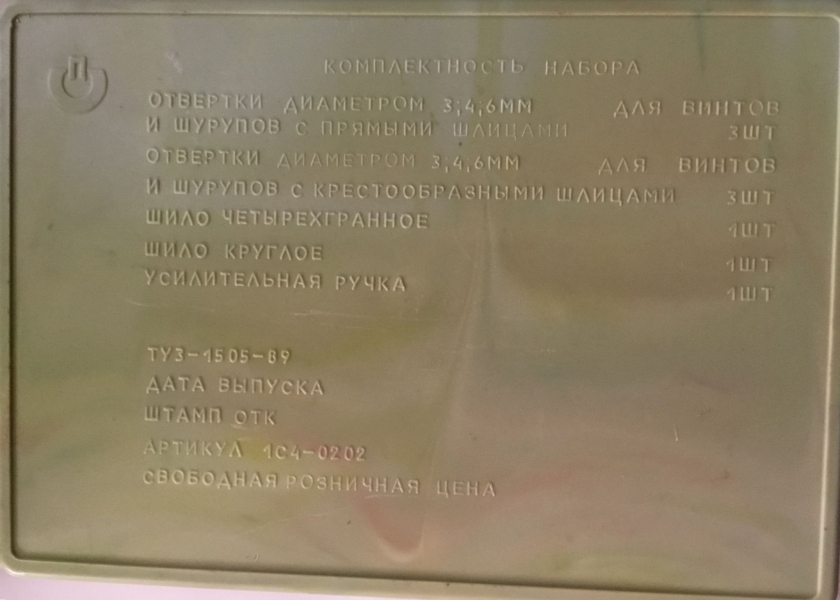 П
КОМПЛЕКТНОСТЬ НАБОРА
ОТВЕРТКИ ДИАМЕТРОМ 3;4,6ММ ДЛЯ ВИНТОВ
И ШУРУПОВ С ПРЯМЫМИ ШЛИЦАМИ 3ШТ
ОТВЕРТКИ ДИАМЕТРОМ 3,4,6ММ ДЛЯ ВИНТОВ
И ШУРУПОВ С КРЕСТООБРАЗНЫМИ ШЛИЦАМИ 3ШТ
ШИЛО ЧЕТЫРЕХГРАННОЕ 1ШТ
ШИЛО КРУГЛОЕ 1ШТ
УСИЛИТЕЛЬНАЯ РУЧКА 1ШТ
ТУ3-1505-89
ДАТА ВЫПУСКА
ШТАМП ОТК
АРТИКУЛ 1С4-0202
СВОБОДНАЯ РОЗНИЧНАЯ ЦЕНА